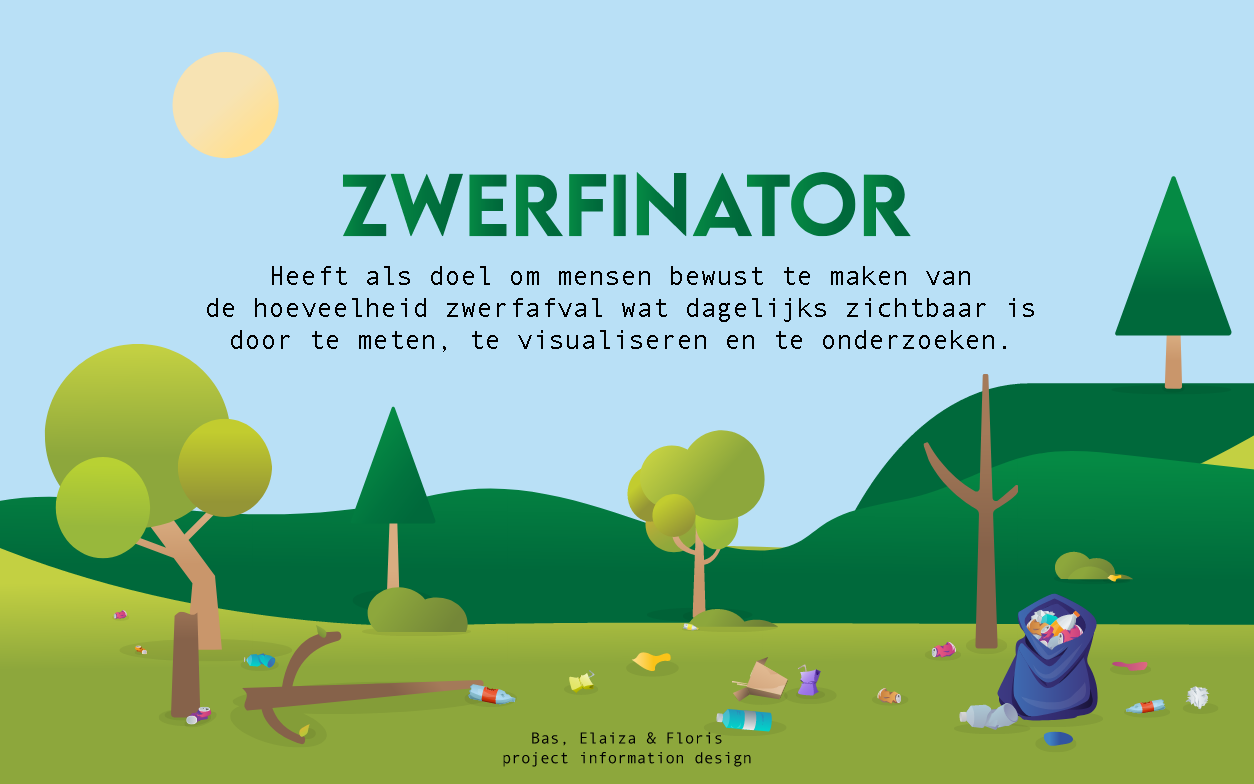 ZWERFINATOR
Heeft als doel om mensen bewust te maken van
de hoeveelheid zwerfafval wat dagelijks zichtbaar is
door te meten, te visualiseren en te onderzoeken.
Bas, Elaiza & Floris
project information design